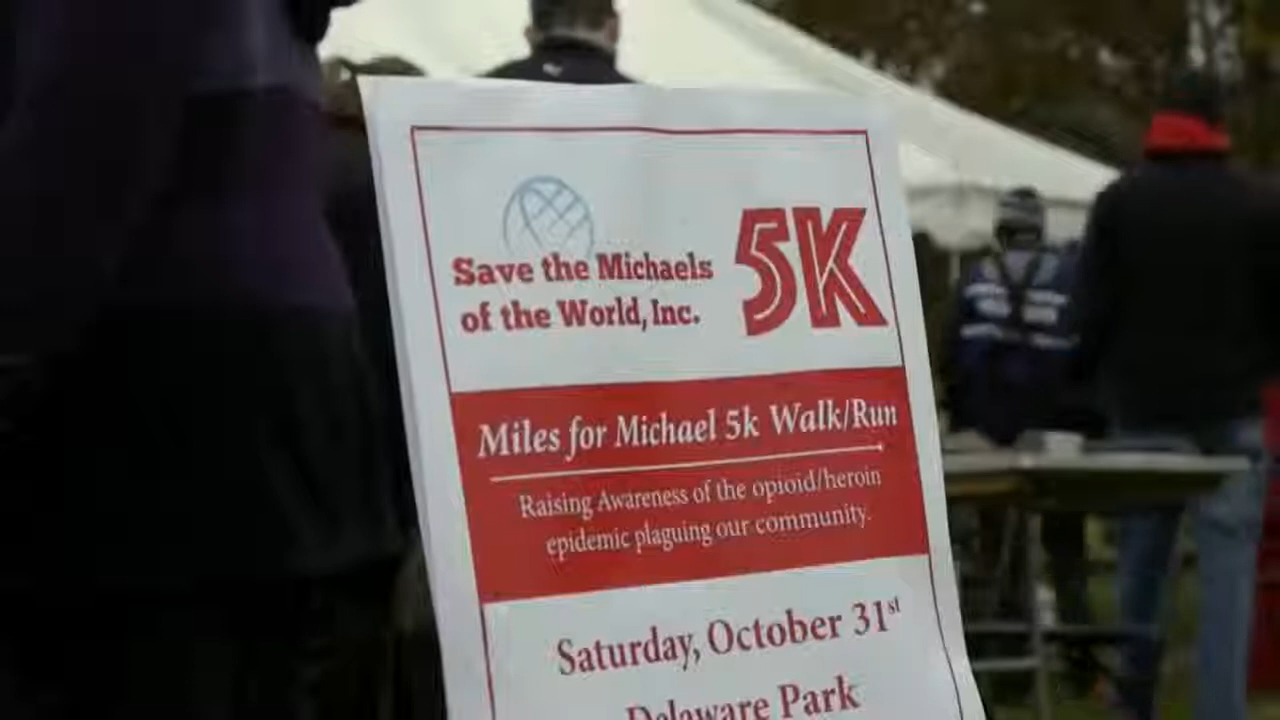 Save the Michaels
of the World, Inc.
5K
Miles for Michael 5k Walk/Run
Raising Awareness of the opioid/heroin
epidemic plaguing our community.
Saturday, October 31st
Delaware Park